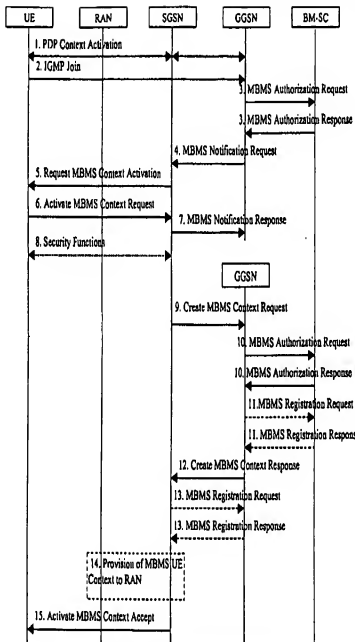 UE RAN SGSN GGSN BM-SC
1. PDP Context Activation
2. IGMP Join
3. MBMS Authorization Request
3. MBMS Authorization Response
4. MBMS Notification Request
5. Request MBMS Context Activation
6. Activate MBMS Context Request
7. MBMS Notification Response
8. Security Functions
GGSN
9. Create MBMS Context Request
10. MBMS Authorization Request
10. MBMS Authorization Response
11.MBMS Registration Request
11. MBMS Registration Response
12. Create MBMS Context Response
13. MBMS Registration Request
13. MBMS Registration Response
14. Provision of MBMS UE
Context to RAN
15. Activate MBMS Context Accept